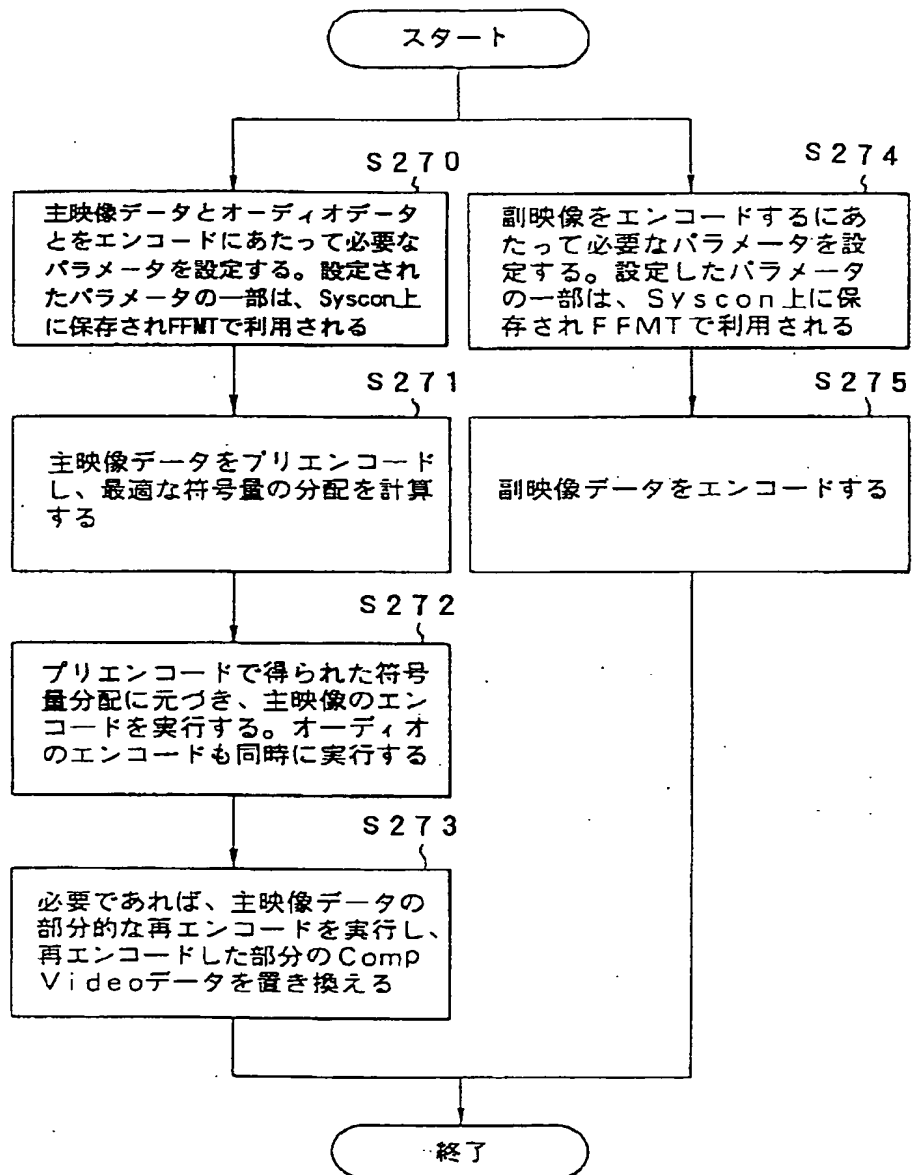 スタート
S270
主映像データとオーディオデータ
とをエンコードにあたって必要な
パラメータを設定する。設定され
たパラメータの一部は、Syscon上
に保存されFFMTで利用される
S274
副映像をエンコードするにあ
たって必要なパラメータを設
定する。設定したパラメータ
の一部は、Syscon上に保
存されFFMTで利用される
S271
主映像データをプリエンコード
し、最適な符号量の分配を計算
する
S275
副映像データをエンコードする
S272
プリエンコードで得られた符号
量分配に元づき、主映像のエン
コードを実行する。オーディオ
のエンコードも同時に実行する
S273
必要であれば、主映像データの
部分的な再エンコードを実行し、
再エンコードした部分のComp
Videoデータを置き換える
終了